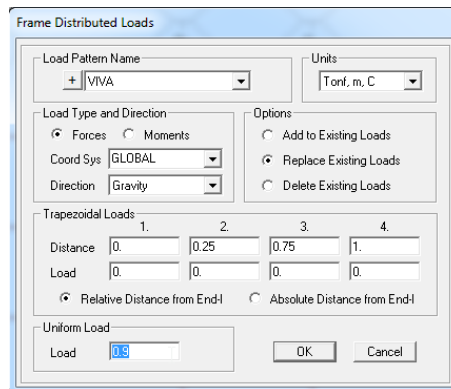 Frame Distributed Loads
Load Pattern Name
+ VIVA
Units
Tonf, m, C
Load Type and Direction
Forces Moments
Coord Sys GLOBAL
Direction Gravity
Options
Add to Existing Loads
Replace Existing Loads
Delete Existing Loads
Trapezoidal Loads
1. 2. 3. 4.
Distance 0. 0.25 0.75 1.
Load 0. 0. 0. 0.
Relative Distance from End-I Absolute Distance from End-I
Uniform Load
Load 0.9
OK Cancel